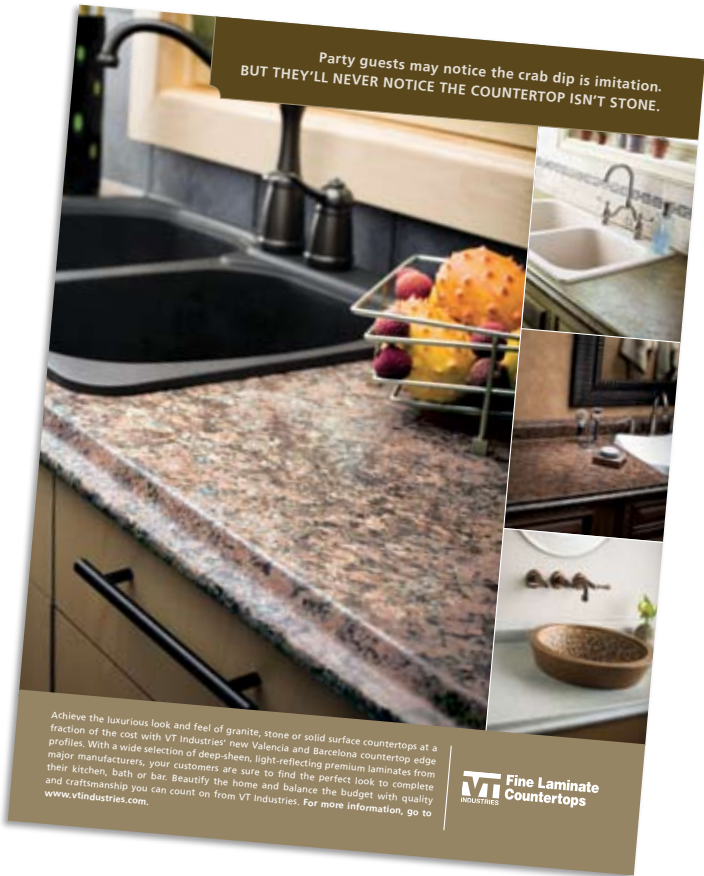 Party guests may notice the crab dip is imitation.
BUT THEY'LL NEVER NOTICE THE COUNTERTOP ISN'T STONE.
Achieve the luxurious look and feel of granite, stone or solid surface countertops at a
fraction of the cost with VT Industries' new Valencia and Barcelona countertop edge
profiles. With a wide selection of deep-sheen, light-reflecting premium laminates from
major manufacturers, your customers are sure to find the perfect look to complete
their kitchen, bath or bar. Beautify the home and balance the budget with quality
and craftsmanship you can count on from VT Industries. For more information, go to
www.vtindustries.com.
VT
INDUSTRIES
Fine Laminate
Countertops